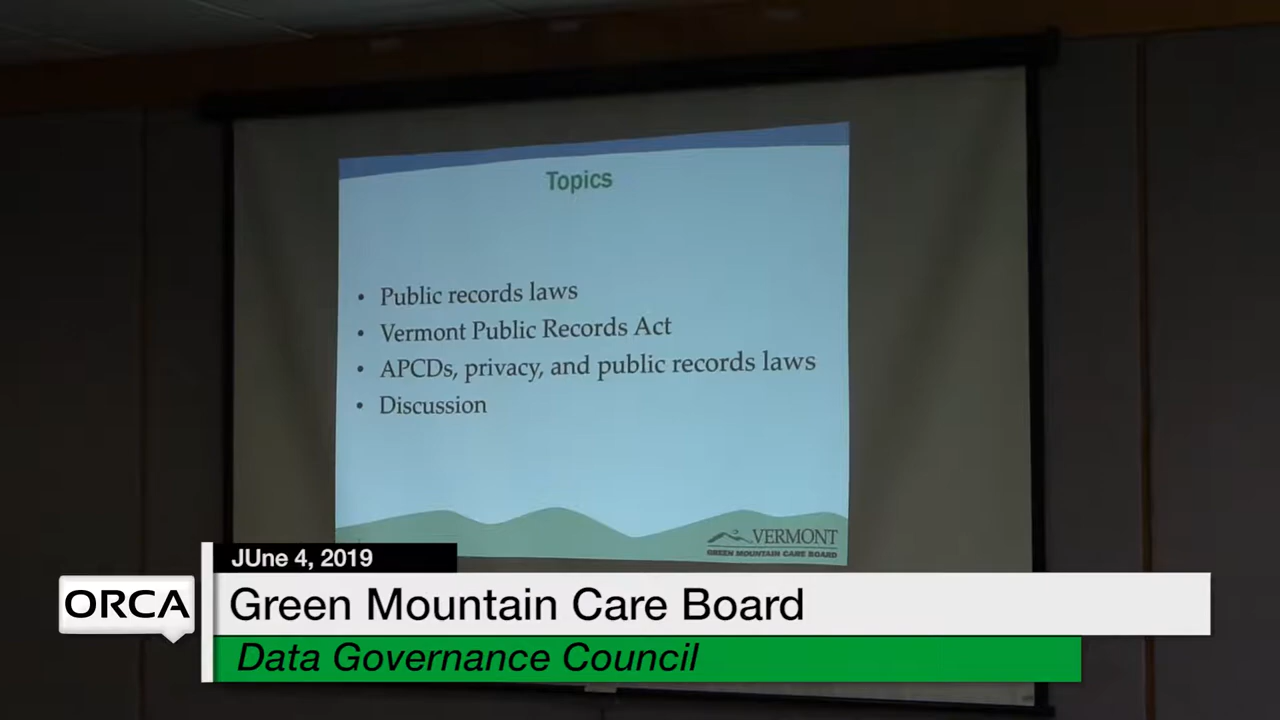 Topics
• Public records laws
• Vermont Public Records Act
• APCDs, privacy, and public records laws
• Discussion
VERMONT
GREEN MOUNTAIN CARE BOARD
JUne 4, 2019
ORCA
Green Mountain Care Board
Data Governance Council